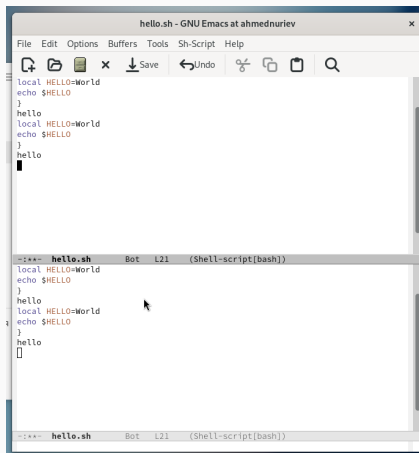 hello.sh - GNU Emacs at ahmednuriev
File Edit Options Buffers Tools Sh-Script Help
Save Undo
local HELLO=World
echo $HELLO
}
hello
local HELLO=World
echo $HELLO
}
hello
-:**- hello.sh Bot L21 (Shell-script[bash])
local HELLO=World
echo $HELLO
}
hello
local HELLO=World
echo $HELLO
}
hello
-:**- hello.sh Bot L21 (Shell-script[bash])